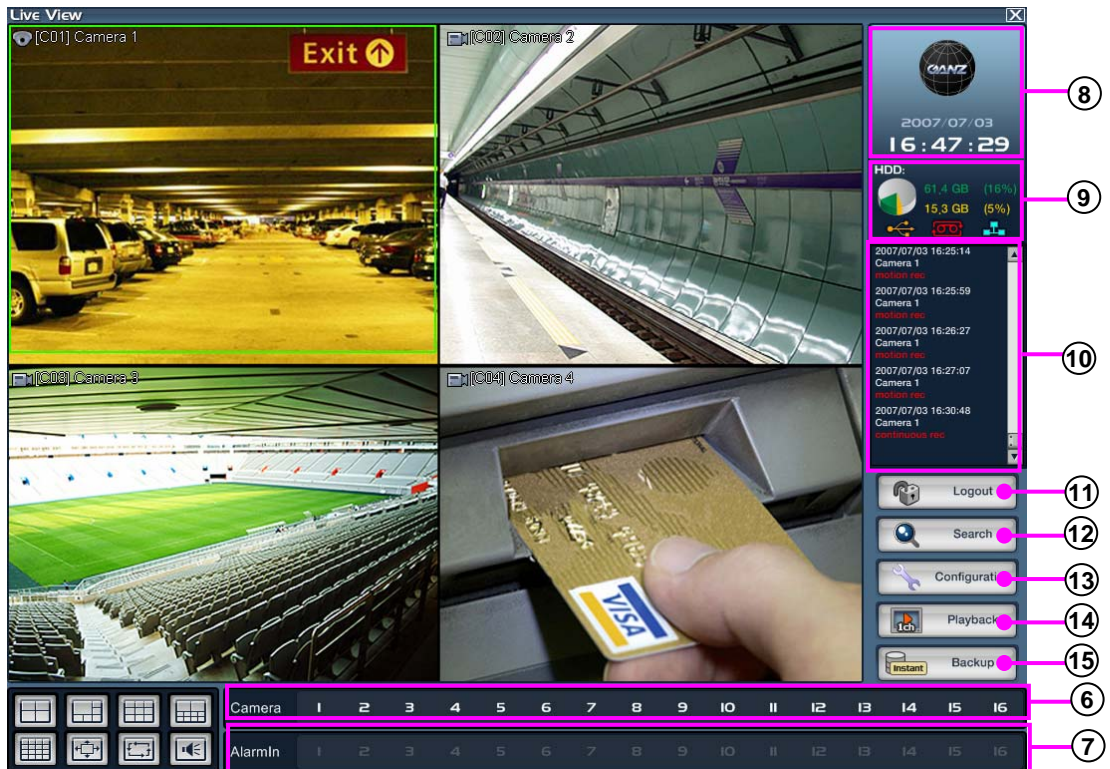 Live View
[C01] Camera 1
Exit
[C02] Camera 2
[C03] Camera 3
[C04] Camera 4
VISA
GANZ
2007/07/03
16:47:29
8
HDD:
61,4 GB (16%)
15,3 GB (5%)
9
2007/07/03 16:25:14
Camera 1
motion rec
2007/07/03 16:25:59
Camera 1
motion rec
2007/07/03 16:26:27
Camera 1
motion rec
2007/07/03 16:27:07
Camera 1
motion rec
2007/07/03 16:30:48
Camera 1
continuous rec
10
Logout 11
Search 12
Configurati 13
1ch Playback 14
Instant Backup 15
Camera 1 2 3 4 5 6 7 8 9 10 11 12 13 14 15 16 6
AlarmIn 1 2 3 4 5 6 7 8 9 10 11 12 13 14 15 16 7